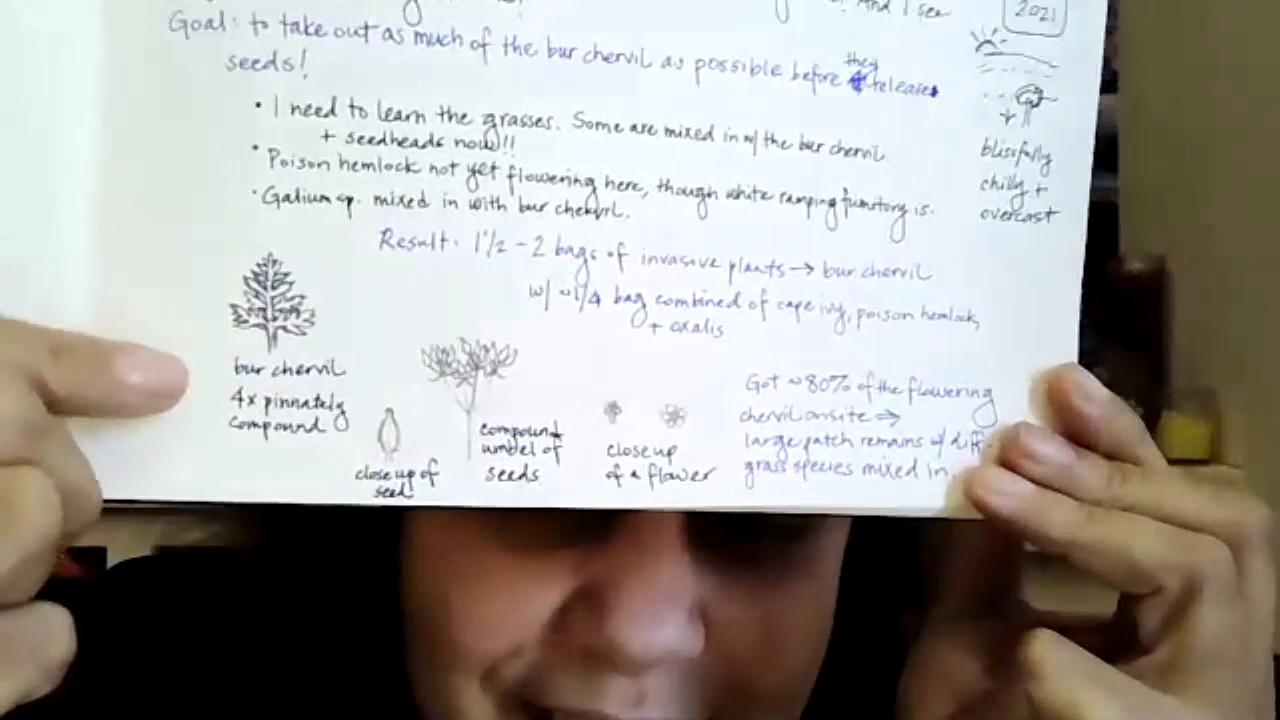 ! And I see
2021
Goal: to take out as much of the bur chervil as possible before they release
seeds!
• I need to learn the grasses. Some are mixed in w/ the bur chervil
+ seedheads now!!
• Poison hemlock not yet flowering here, though white ramping fumitory is.
• Galium sp. mixed in with bur chervil.
blissfully
chilly +
overcast
Result: 1 1/2 - 2 bags of invasive plants → bur chervil
w/ ~1/4 bag combined of cape ivy, poison hemlock,
+ oxalis
bur chervil
4x pinnately
compound
close up of
seed
compound
umbel of
seeds
close up
of a flower
Got ~80% of the flowering
chervil onsite ⇒
large patch remains w/ diff.
grass species mixed in.